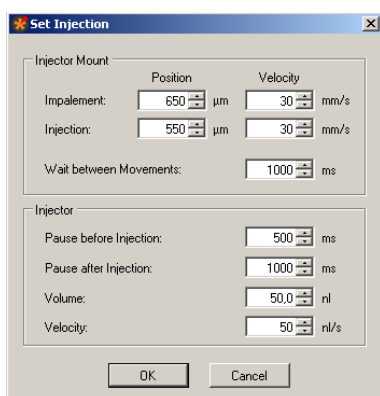 Set Injection
Injector Mount
Position Velocity
Impalement: 650 µm 30 mm/s
Injection: 550 µm 30 mm/s
Wait between Movements: 1000 ms
Injector
Pause before Injection: 500 ms
Pause after Injection: 1000 ms
Volume: 50,0 nl
Velocity: 50 nl/s
OK Cancel